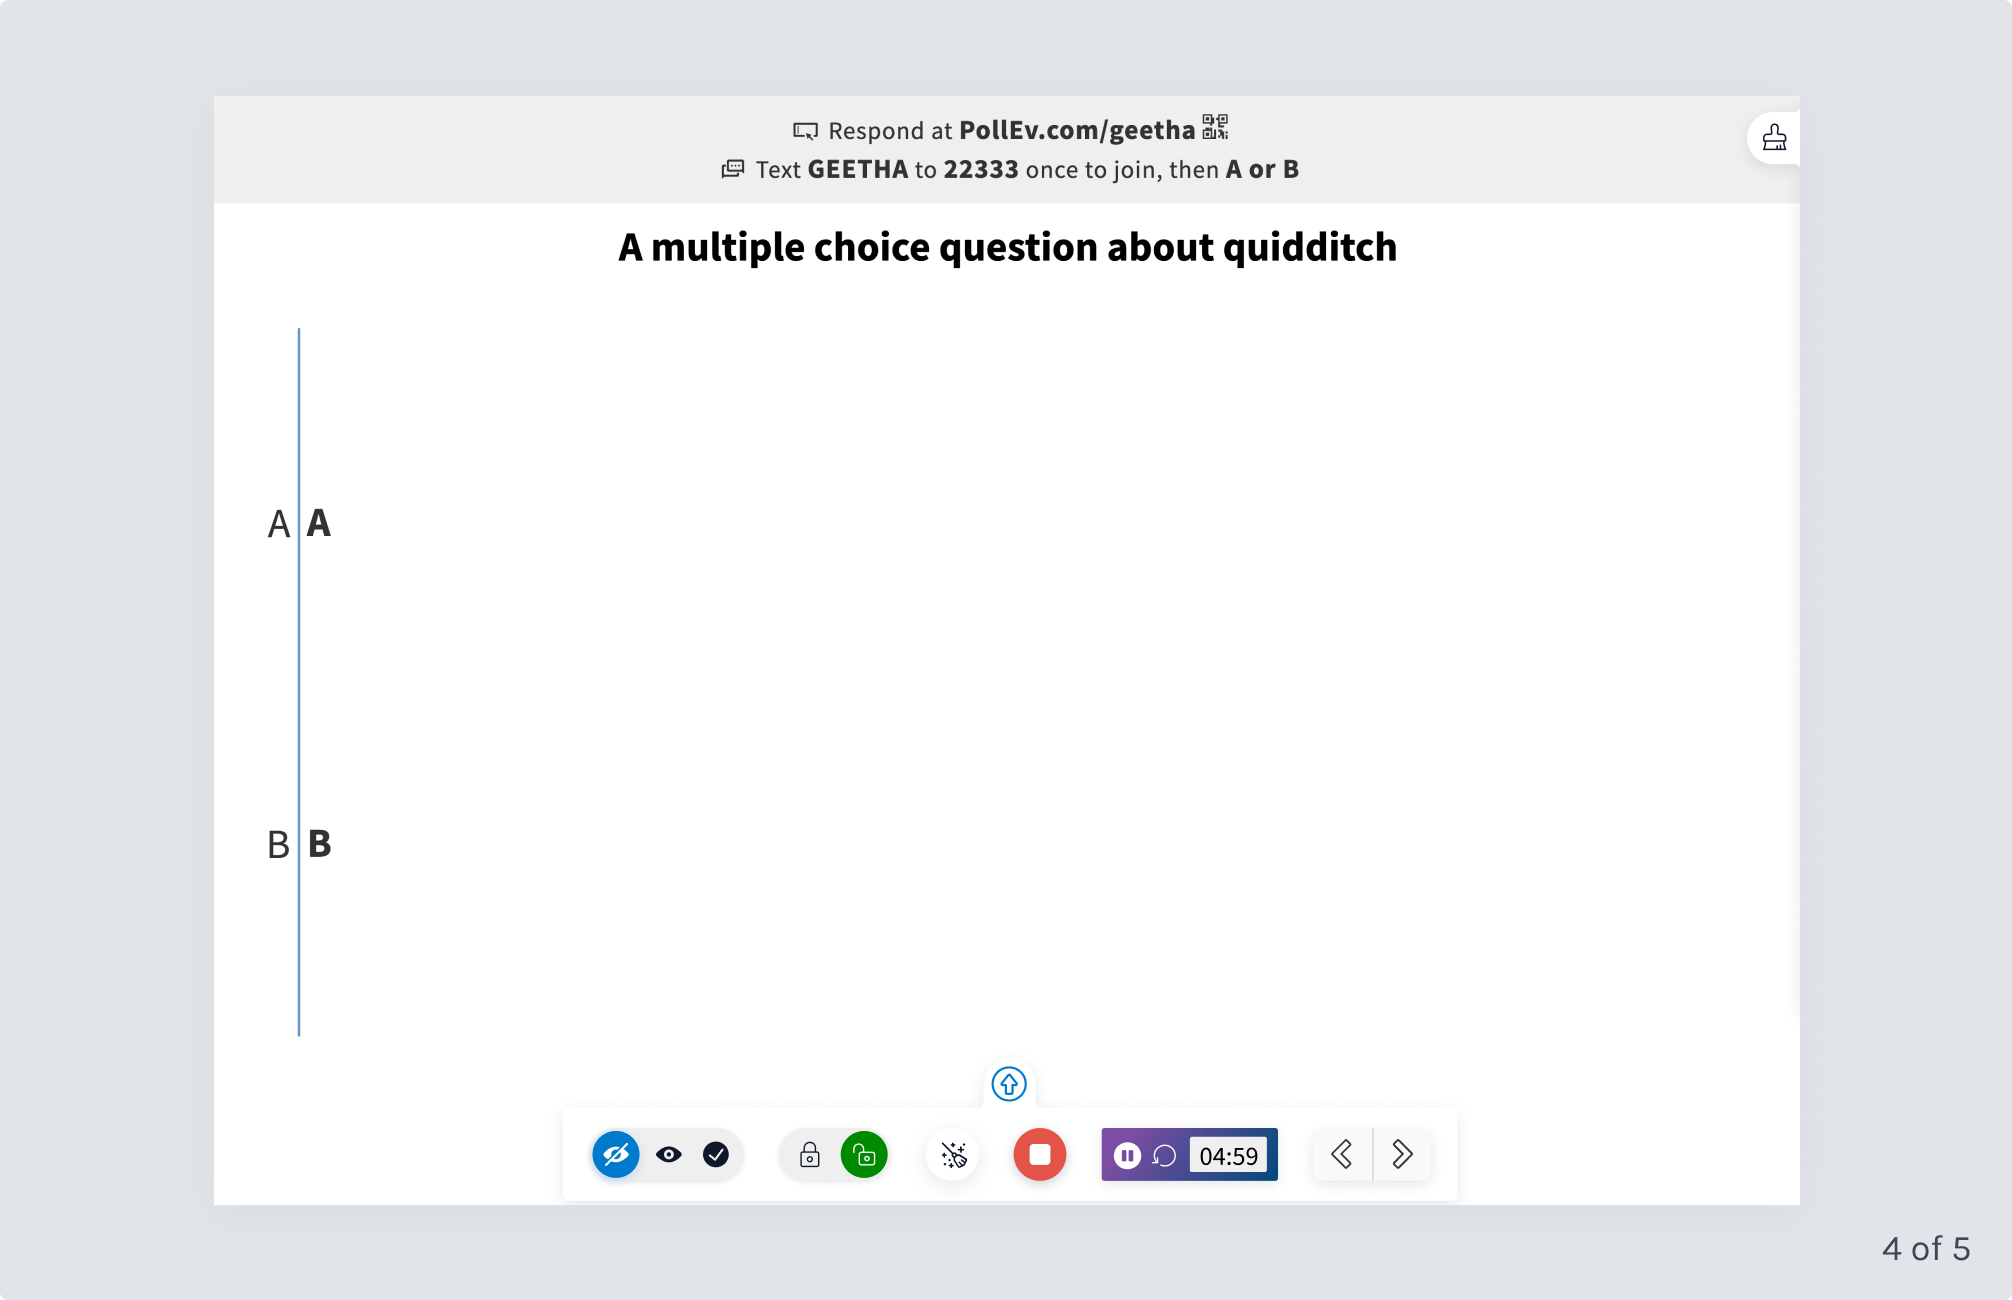 Respond at PollEv.com/geetha
Text GEETHA to 22333 once to join, then A or B
A multiple choice question about quidditch
A A
B B
04:59
4 of 5